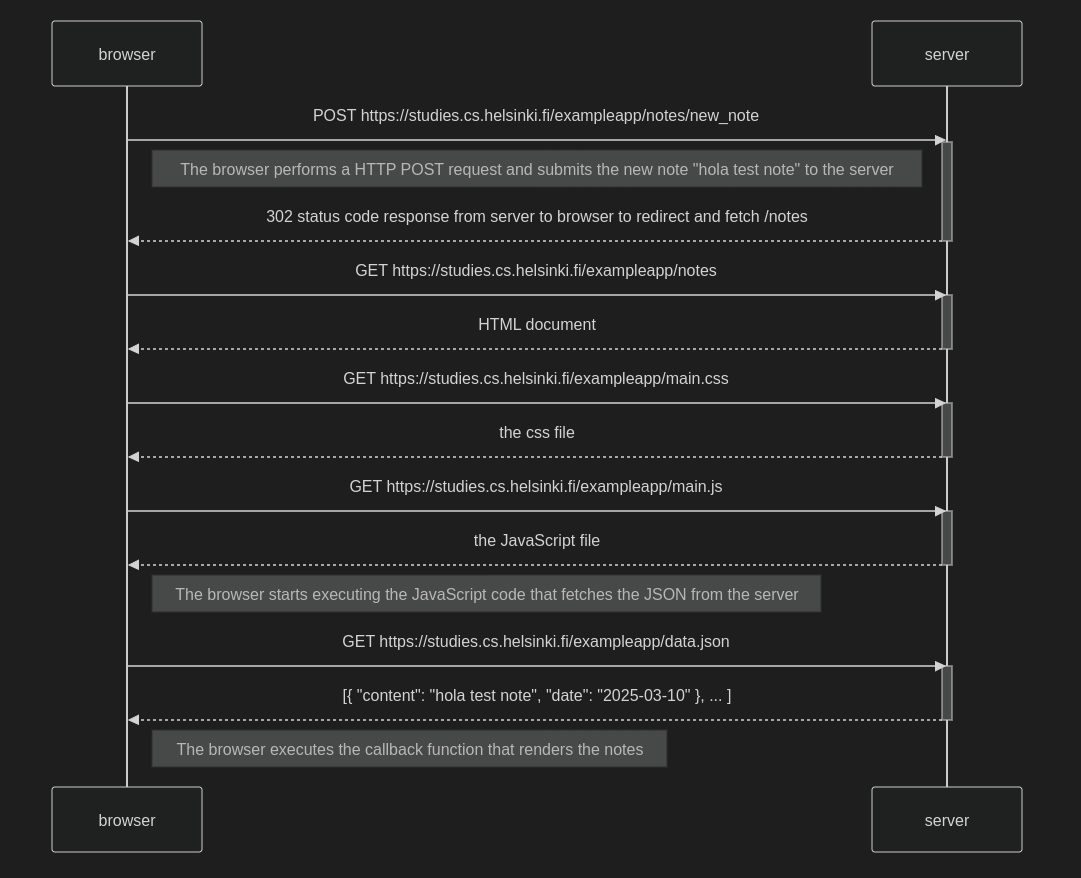 browser
server
POST https://studies.cs.helsinki.fi/exampleapp/notes/new_note
The browser performs a HTTP POST request and submits the new note "hola test note" to the server
302 status code response from server to browser to redirect and fetch /notes
GET https://studies.cs.helsinki.fi/exampleapp/notes
HTML document
GET https://studies.cs.helsinki.fi/exampleapp/main.css
the css file
GET https://studies.cs.helsinki.fi/exampleapp/main.js
the JavaScript file
The browser starts executing the JavaScript code that fetches the JSON from the server
GET https://studies.cs.helsinki.fi/exampleapp/data.json
[{ "content": "hola test note", "date": "2025-03-10" }, ... ]
The browser executes the callback function that renders the notes
browser
server